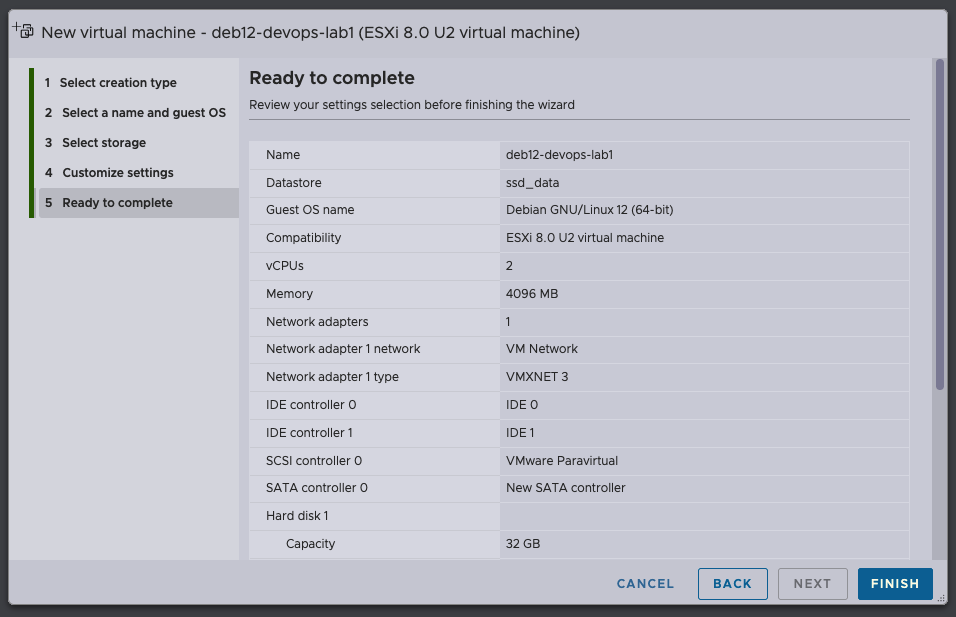 New virtual machine - deb12-devops-lab1 (ESXi 8.0 U2 virtual machine)
1 Select creation type
2 Select a name and guest OS
3 Select storage
4 Customize settings
5 Ready to complete
Ready to complete
Review your settings selection before finishing the wizard
Name deb12-devops-lab1
Datastore ssd_data
Guest OS name Debian GNU/Linux 12 (64-bit)
Compatibility ESXi 8.0 U2 virtual machine
vCPUs 2
Memory 4096 MB
Network adapters 1
Network adapter 1 network VM Network
Network adapter 1 type VMXNET 3
IDE controller 0 IDE 0
IDE controller 1 IDE 1
SCSI controller 0 VMware Paravirtual
SATA controller 0 New SATA controller
Hard disk 1
Capacity 32 GB
CANCEL BACK NEXT FINISH